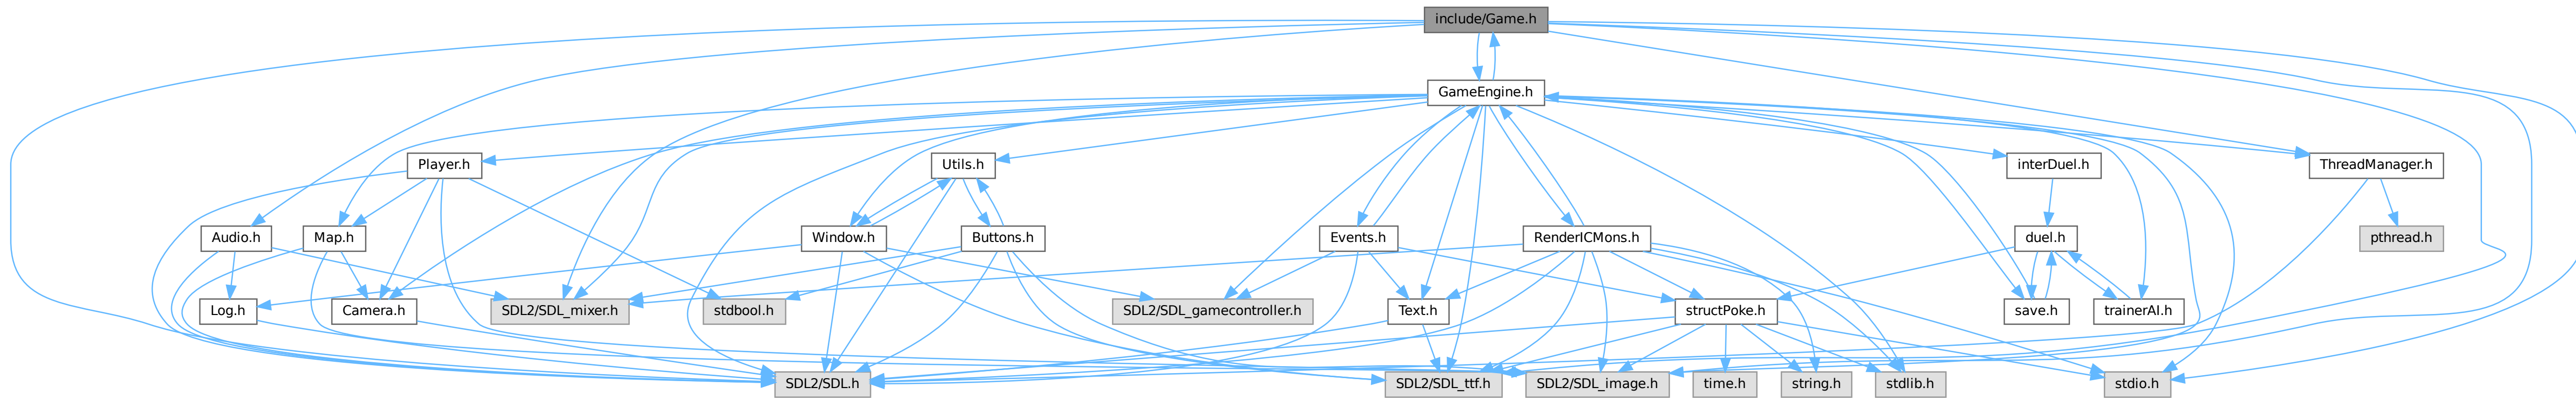 include/Game.h
GameEngine.h
Player.h
Utils.h
interDuel.h
ThreadManager.h
Audio.h
Map.h
Window.h
Buttons.h
Events.h
RenderICMons.h
duel.h
pthread.h
Log.h
Camera.h
SDL2/SDL_mixer.h
stdbool.h
SDL2/SDL_gamecontroller.h
Text.h
structPoke.h
save.h
trainerAI.h
SDL2/SDL.h
SDL2/SDL_ttf.h
SDL2/SDL_image.h
time.h
string.h
stdlib.h
stdio.h